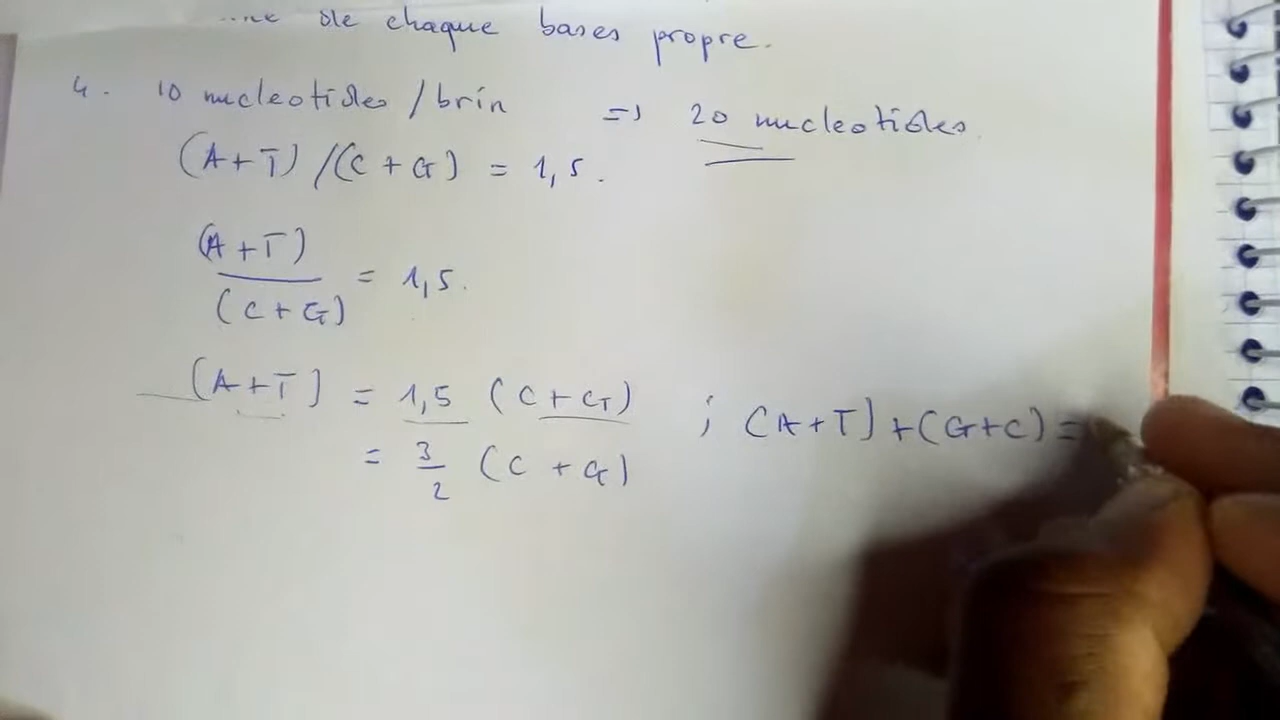 de chaque bases propre.
4. 10 nucleotides / brin => 20 nucleotides.
(A+T) / (C + G) = 1,5.
(A+T)
/(C+G) = 1,5.
(A+T) = 1,5 (C+G) ; (A+T)+(G+C) =
= 3/2 (C + G)